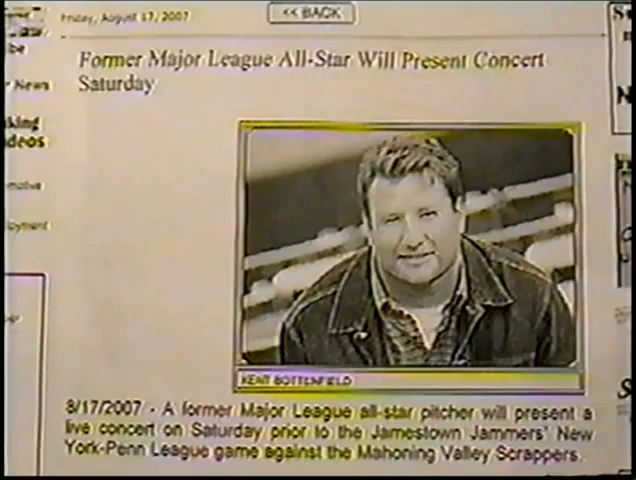 Friday, August 17, 2007
<< BACK
Former Major League All-Star Will Present Concert
Saturday
be
News
king
deos
KENT BOTTENFIELD
8/17/2007 - A former Major League all-star pitcher will present a
live concert on Saturday prior to the Jamestown Jammers' New
York-Penn League game against the Mahoning Valley Scrappers.